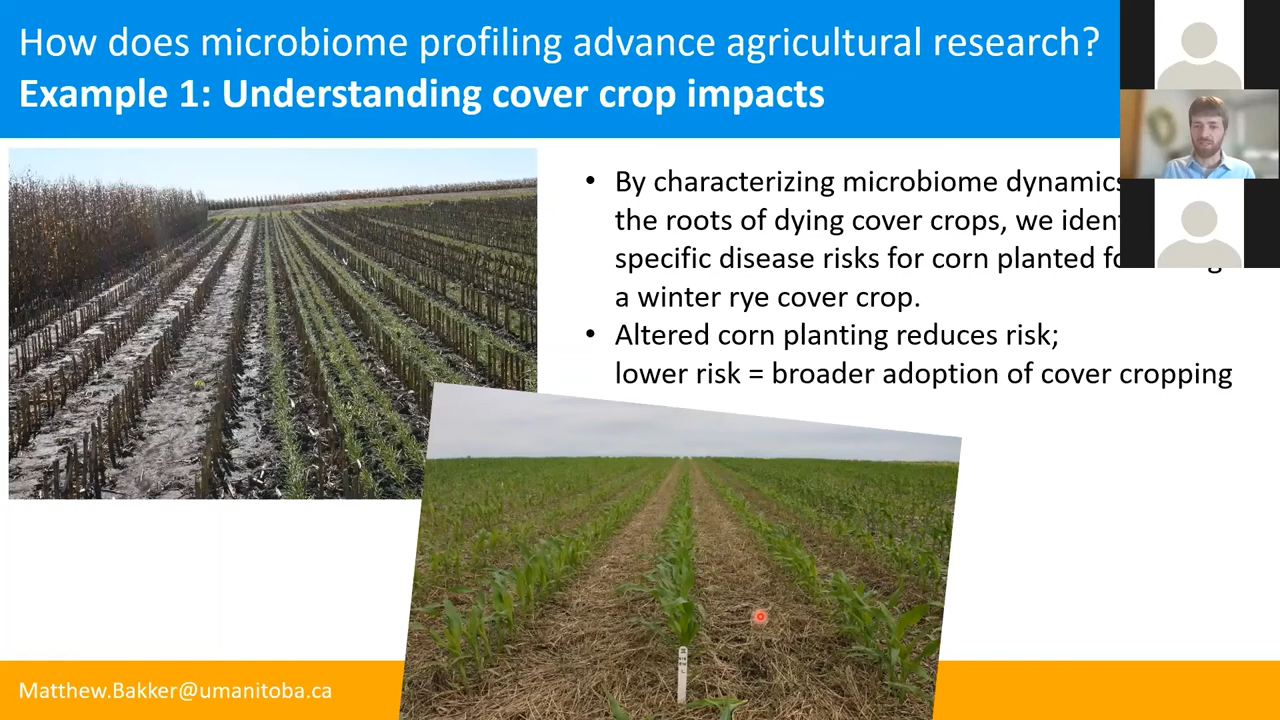 How does microbiome profiling advance agricultural research?
Example 1: Understanding cover crop impacts
• By characterizing microbiome dynamics
the roots of dying cover crops, we
specific disease risks for corn planted
a winter rye cover crop.
• Altered corn planting reduces risk;
lower risk = broader adoption of cover cropping
Matthew.Bakker@umanitoba.ca